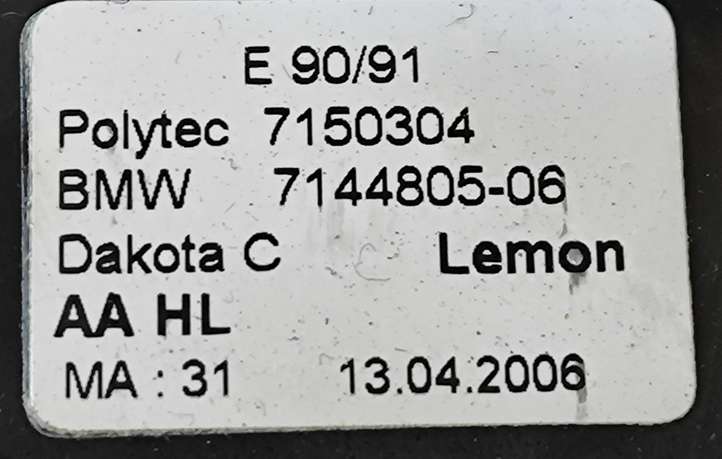 E 90/91
Polytec 7150304
BMW 7144805-06
Dakota C Lemon
AA HL
MA : 31 13.04.2006